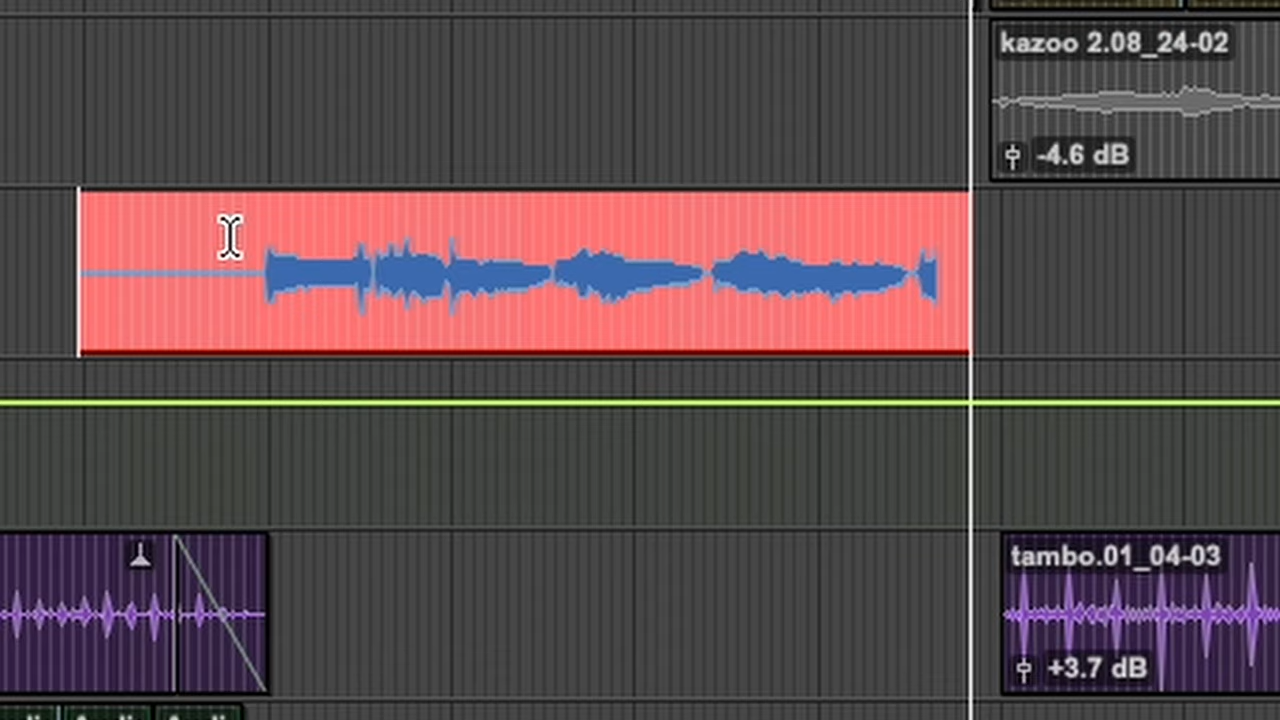 kazoo 2.08_24-02
-4.6 dB
tambo.01_04-03
+3.7 dB